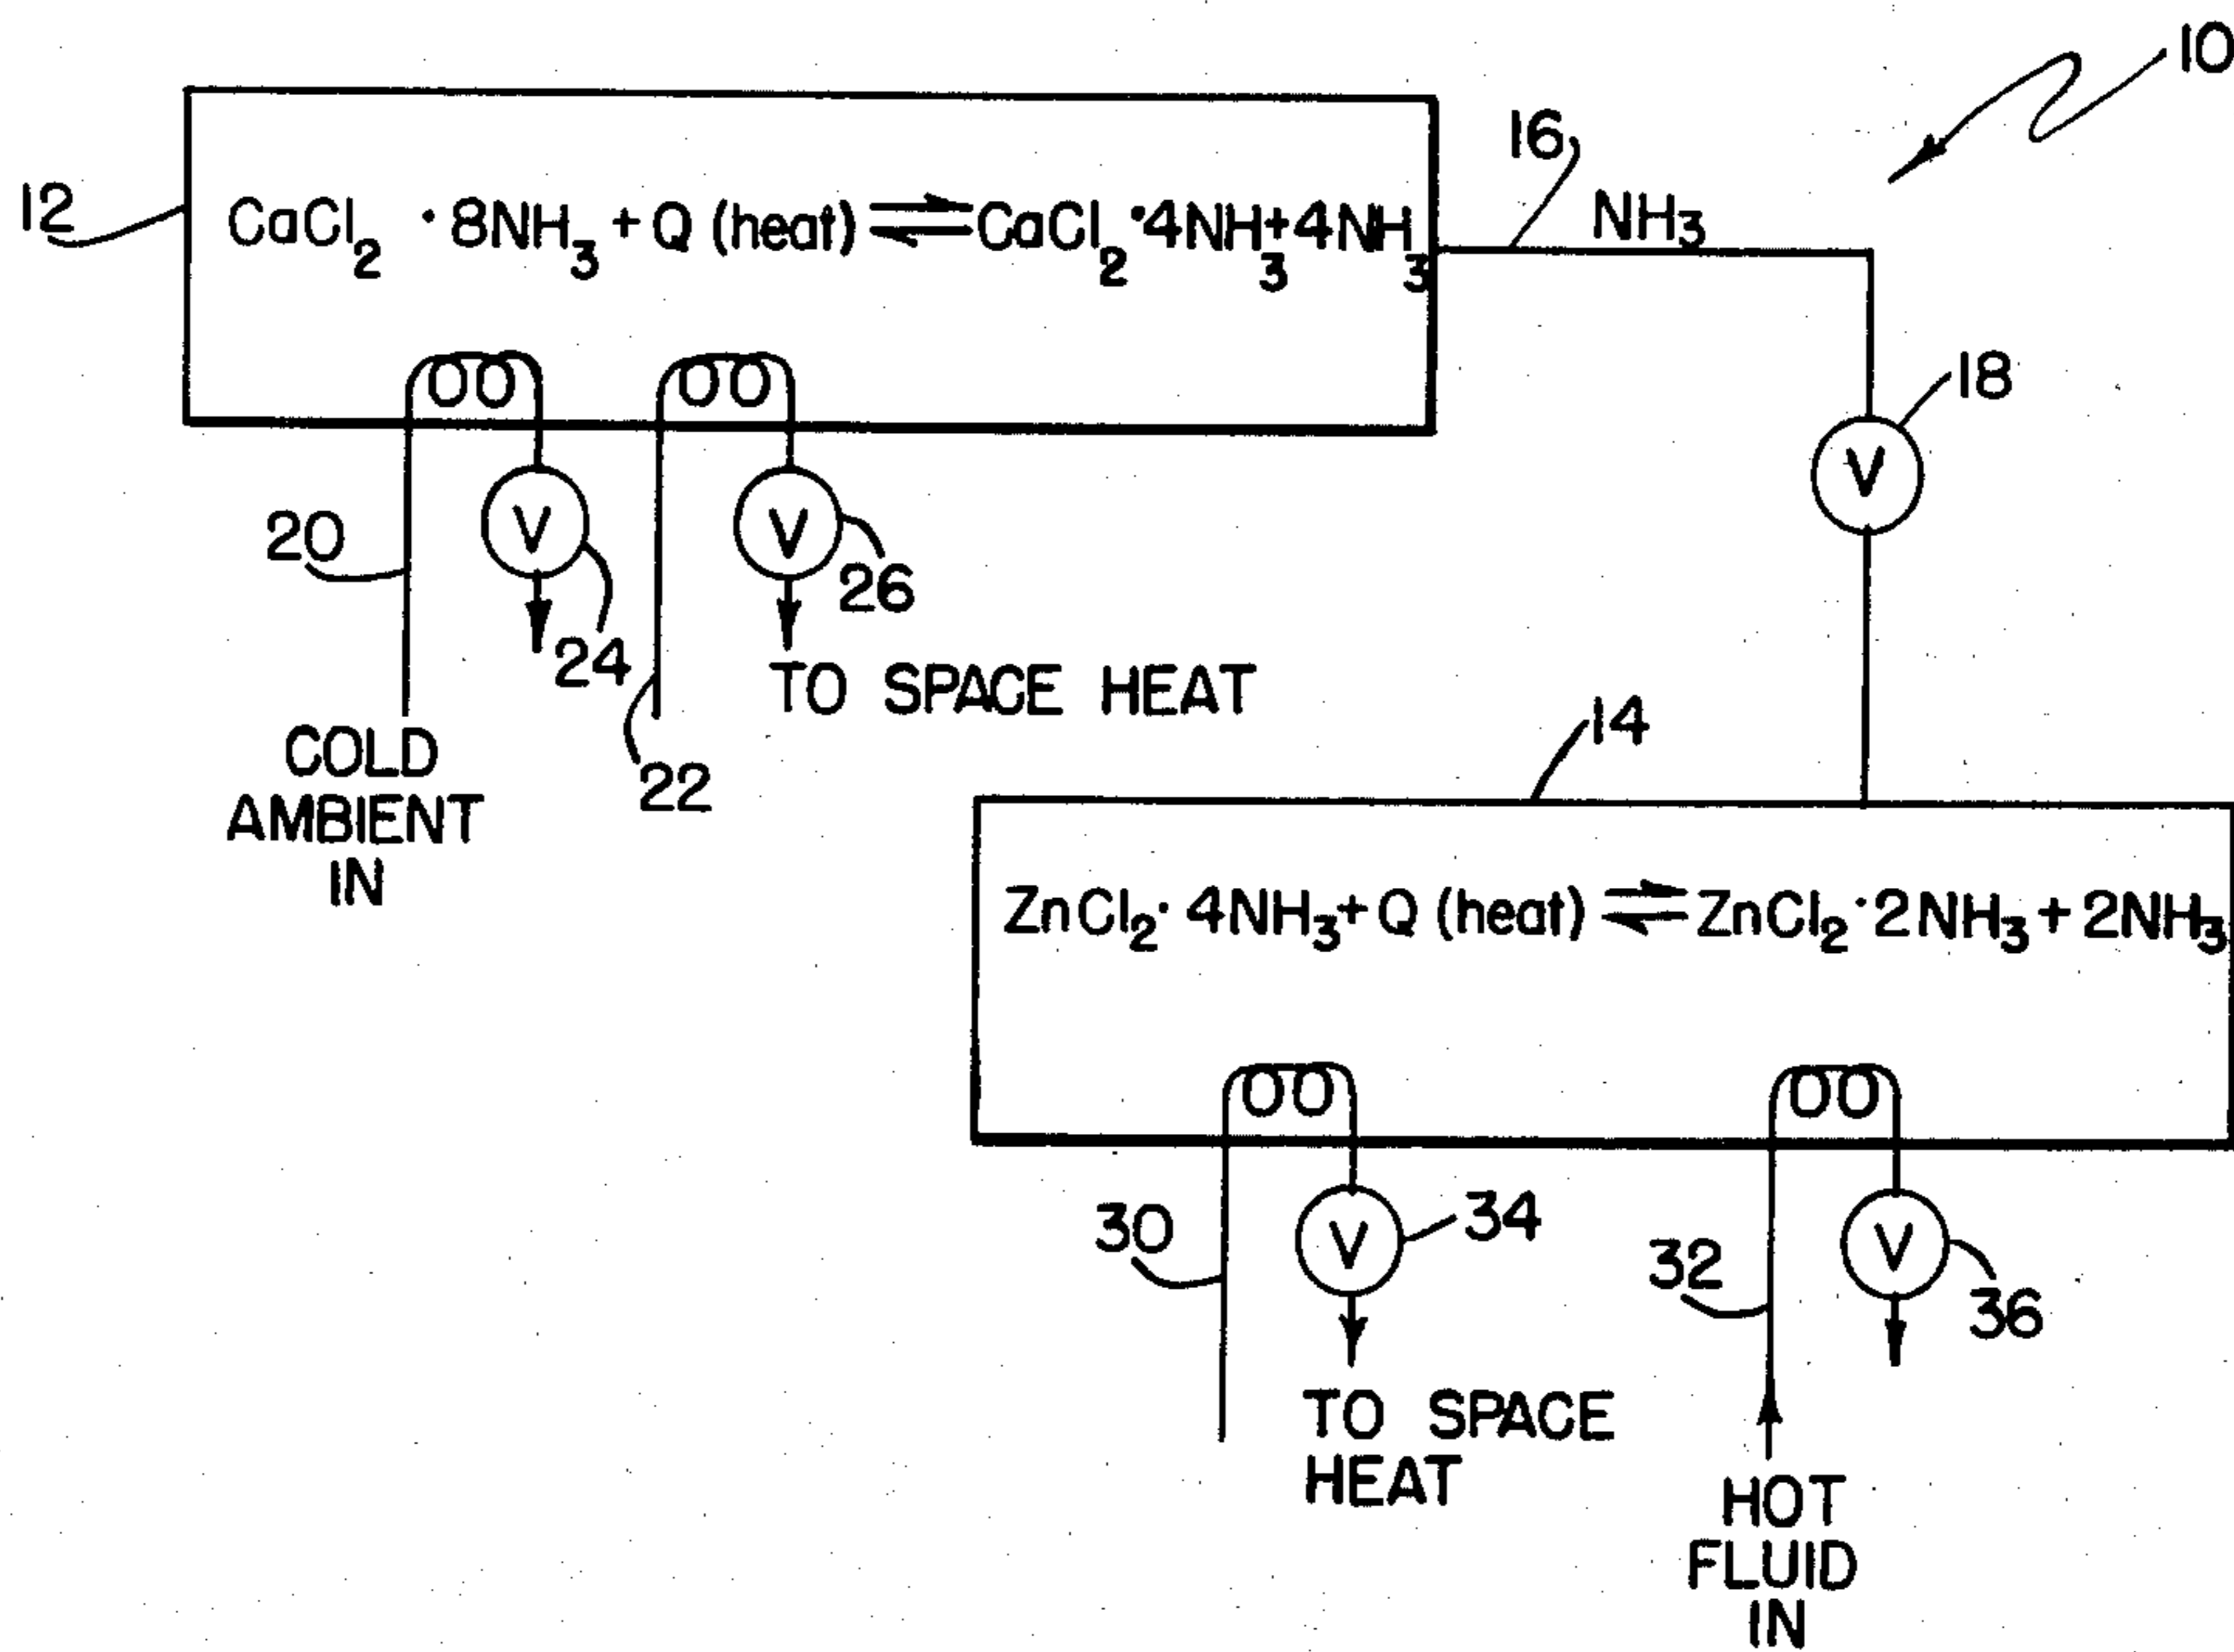 10
16
NH3
12
CaCl2 · 8NH3 + Q (heat) ⇌ CaCl2 · 4NH3 + 4NH3
18
V
V
V
20
26
24
TO SPACE HEAT
22
COLD
AMBIENT
IN
14
ZnCl2 · 4NH3 + Q (heat) ⇌ ZnCl2 · 2NH3 + 2NH3
30
V
34
32
V
36
TO SPACE
HEAT
HOT
FLUID
IN